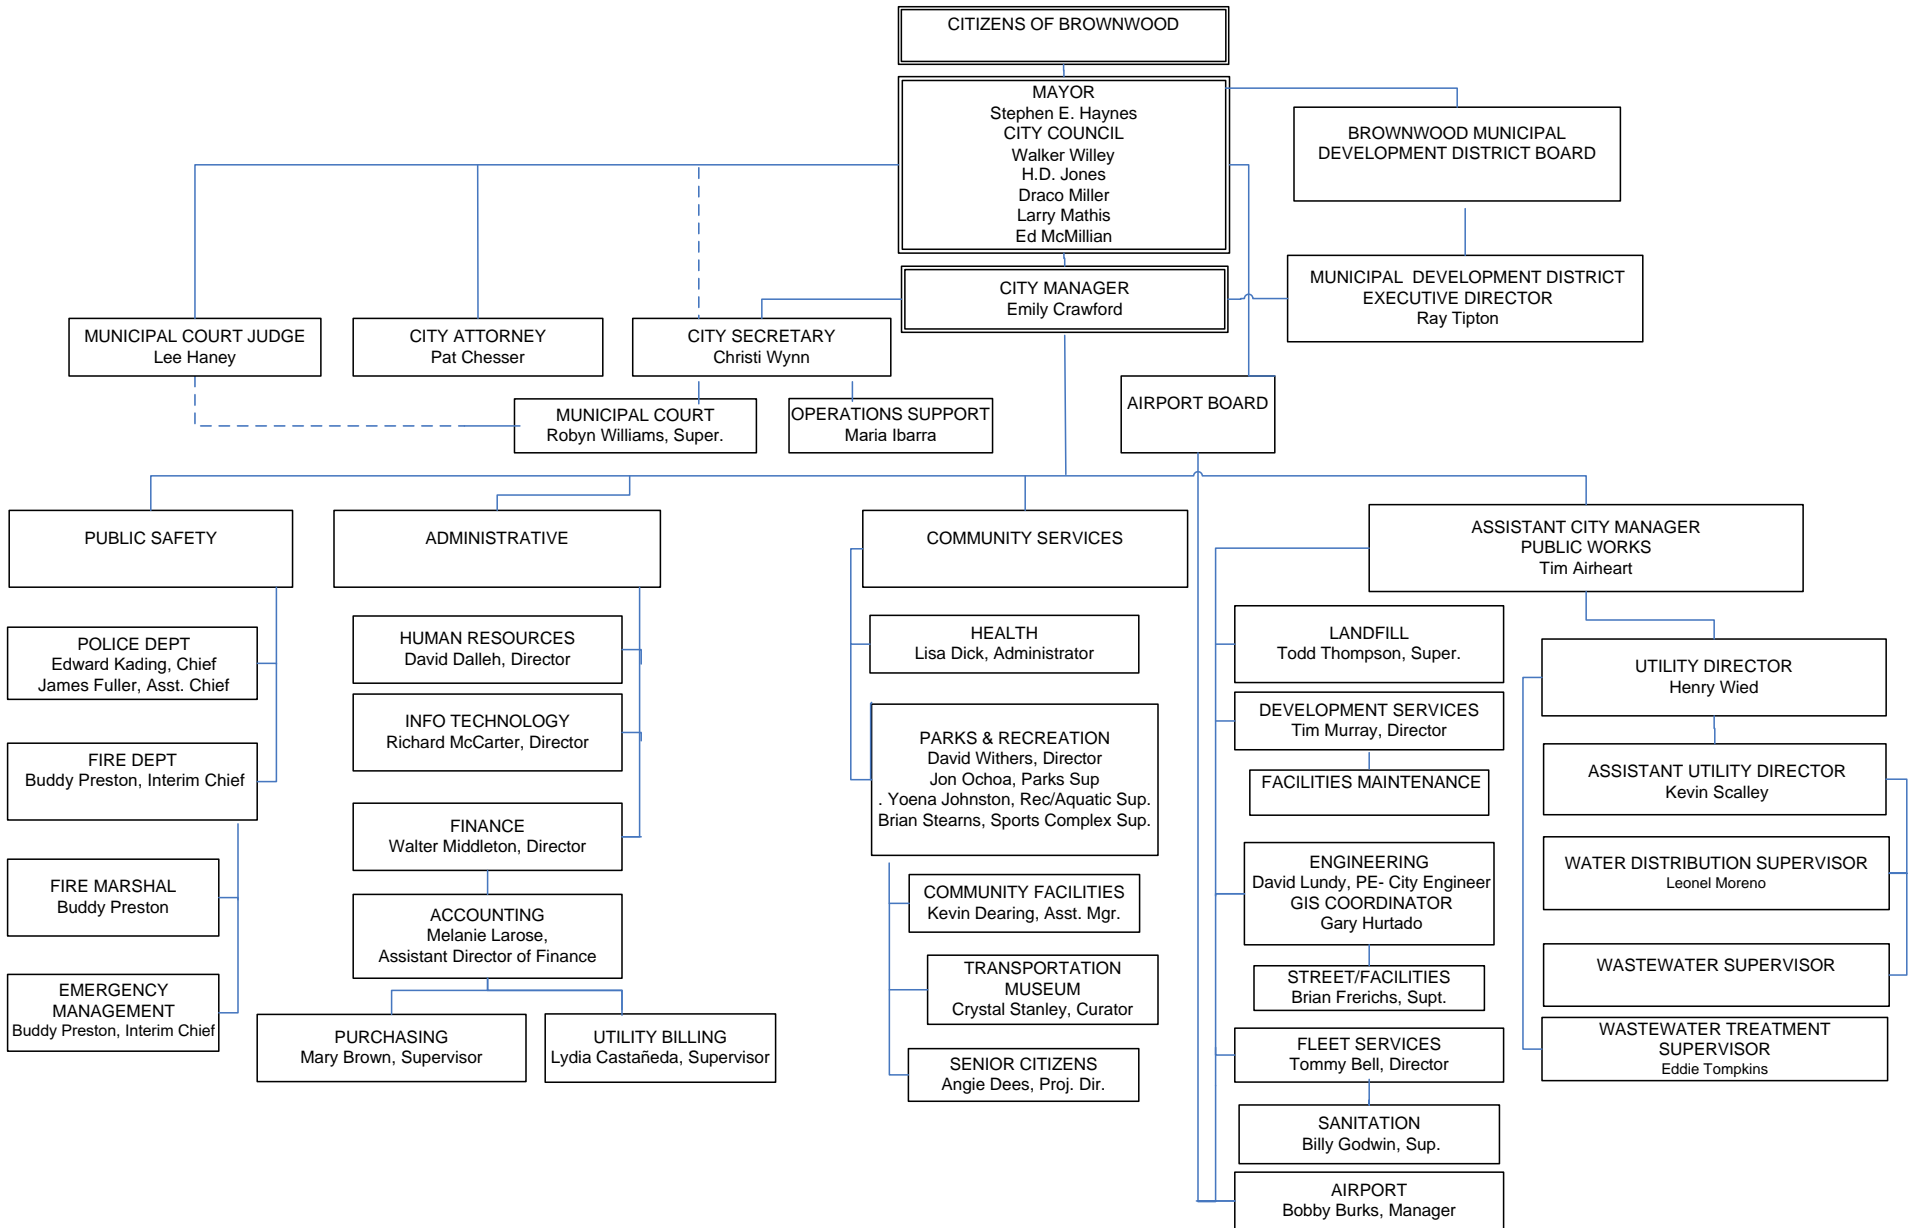 CITIZENS OF BROWNWOOD
MAYOR
Stephen E. Haynes
CITY COUNCIL
Walker Willey
H.D. Jones
Draco Miller
Larry Mathis
Ed McMillian
BROWNWOOD MUNICIPAL
DEVELOPMENT DISTRICT BOARD
CITY MANAGER
Emily Crawford
MUNICIPAL DEVELOPMENT DISTRICT
EXECUTIVE DIRECTOR
Ray Tipton
MUNICIPAL COURT JUDGE
Lee Haney
CITY ATTORNEY
Pat Chesser
CITY SECRETARY
Christi Wynn
MUNICIPAL COURT
Robyn Williams, Super.
OPERATIONS SUPPORT
Maria Ibarra
AIRPORT BOARD
PUBLIC SAFETY
POLICE DEPT
Edward Kading, Chief
James Fuller, Asst. Chief
FIRE DEPT
Buddy Preston, Interim Chief
FIRE MARSHAL
Buddy Preston
EMERGENCY
MANAGEMENT
Buddy Preston, Interim Chief
ADMINISTRATIVE
HUMAN RESOURCES
David Dalleh, Director
INFO TECHNOLOGY
Richard McCarter, Director
FINANCE
Walter Middleton, Director
ACCOUNTING
Melanie Larose,
Assistant Director of Finance
PURCHASING
Mary Brown, Supervisor
UTILITY BILLING
Lydia Castañeda, Supervisor
COMMUNITY SERVICES
HEALTH
Lisa Dick, Administrator
PARKS & RECREATION
David Withers, Director
Jon Ochoa, Parks Sup
. Yoena Johnston, Rec/Aquatic Sup.
Brian Stearns, Sports Complex Sup.
COMMUNITY FACILITIES
Kevin Dearing, Asst. Mgr.
TRANSPORTATION
MUSEUM
Crystal Stanley, Curator
SENIOR CITIZENS
Angie Dees, Proj. Dir.
ASSISTANT CITY MANAGER
PUBLIC WORKS
Tim Airheart
LANDFILL
Todd Thompson, Super.
DEVELOPMENT SERVICES
Tim Murray, Director
FACILITIES MAINTENANCE
ENGINEERING
David Lundy, PE- City Engineer
GIS COORDINATOR
Gary Hurtado
STREET/FACILITIES
Brian Frerichs, Supt.
FLEET SERVICES
Tommy Bell, Director
SANITATION
Billy Godwin, Sup.
AIRPORT
Bobby Burks, Manager
UTILITY DIRECTOR
Henry Wied
ASSISTANT UTILITY DIRECTOR
Kevin Scalley
WATER DISTRIBUTION SUPERVISOR
Leonel Moreno
WASTEWATER SUPERVISOR
WASTEWATER TREATMENT
SUPERVISOR
Eddie Tompkins